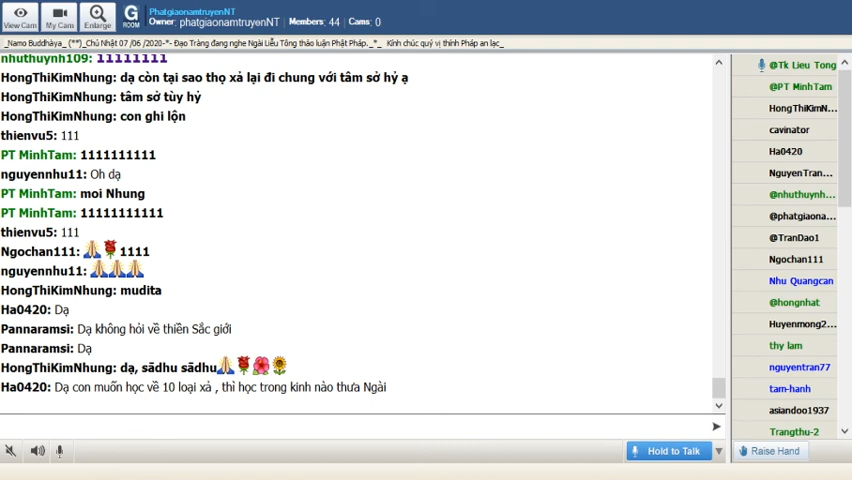 View Cam
My Cam
Enlarge
G
ROOM
PhatgiaonamtruyenNT
Owner: phatgiaonamtruyenNT Members: 44 Cams: 0
_Namo Buddhàya_ (**)_Chủ Nhật 07 /06 /2020-*- Đạo Tràng đang nghe Ngài Liễu Tông thảo luận Phật Pháp._*_ Kính chúc quý vị thính Pháp an lạc_
nhuthuynh109: 11111111
HongThiKimNhung: dạ còn tại sao thọ xả lại đi chung với tâm sở hỷ ạ
HongThiKimNhung: tâm sở tùy hỷ
HongThiKimNhung: con ghi lộn
thienvu5: 111
PT MinhTam: 1111111111
nguyennhu11: Oh dạ
PT MinhTam: moi Nhung
PT MinhTam: 11111111111
thienvu5: 111
Ngochan111: 🙏🌹1111
nguyennhu11: 🙏🙏🙏
HongThiKimNhung: mudita
Ha0420: Dạ
Pannaramsi: Dạ không hỏi về thiền Sắc giới
Pannaramsi: Dạ
HongThiKimNhung: dạ, sādhu sādhu🙏🌹🌺🌻
Ha0420: Dạ con muốn học về 10 loại xả , thì học trong kinh nào thưa Ngài
@Tk Lieu Tong
@PT MinhTam
HongThiKimN...
cavinator
Ha0420
NguyenTran...
@nhuthuynh...
@phatgiaona...
@TranDao1
Ngochan111
Nhu Quangcan
@hongnhat
Huyenmong2...
thy lam
nguyentran77
tam-hanh
asiandoo1937
Trangthu-2
Hold to Talk
Raise Hand